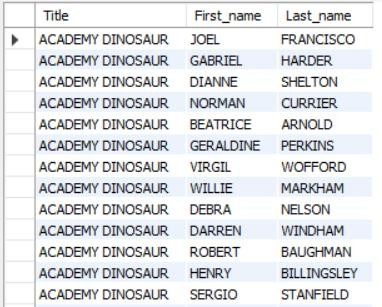 Title First_name Last_name
ACADEMY DINOSAUR JOEL FRANCISCO
ACADEMY DINOSAUR GABRIEL HARDER
ACADEMY DINOSAUR DIANNE SHELTON
ACADEMY DINOSAUR NORMAN CURRIER
ACADEMY DINOSAUR BEATRICE ARNOLD
ACADEMY DINOSAUR GERALDINE PERKINS
ACADEMY DINOSAUR VIRGIL WOFFORD
ACADEMY DINOSAUR WILLIE MARKHAM
ACADEMY DINOSAUR DEBRA NELSON
ACADEMY DINOSAUR DARREN WINDHAM
ACADEMY DINOSAUR ROBERT BAUGHMAN
ACADEMY DINOSAUR HENRY BILLINGSLEY
ACADEMY DINOSAUR SERGIO STANFIELD